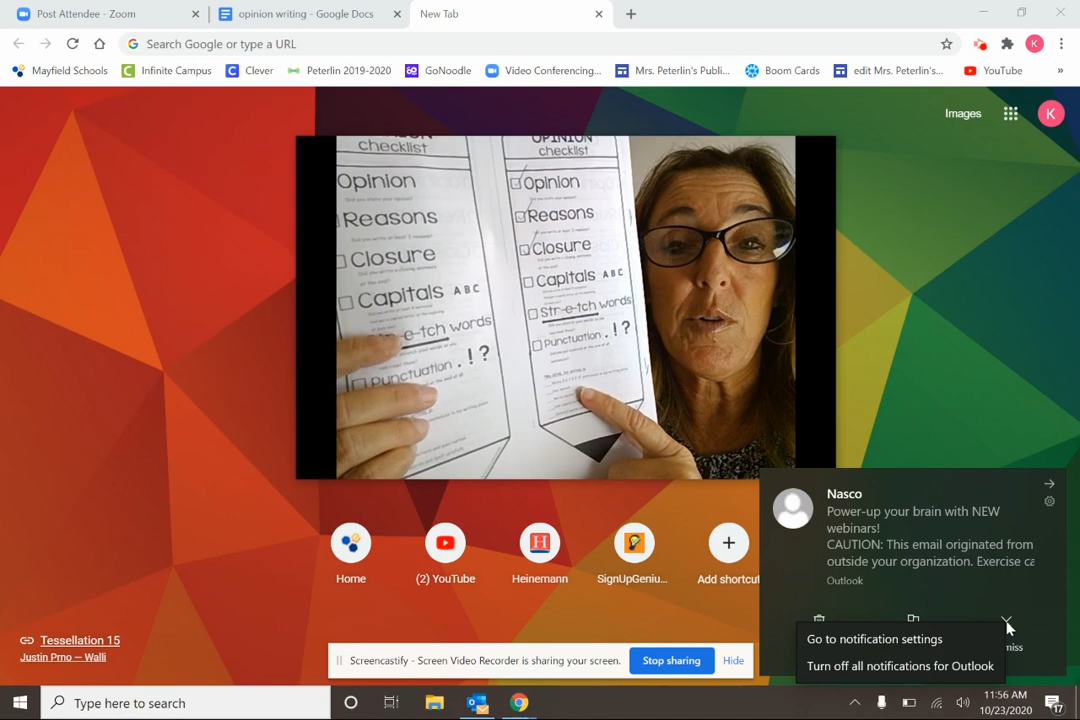 Post Attendee - Zoom
opinion writing - Google Docs
New Tab
Search Google or type a URL
K
Mayfield Schools
Infinite Campus
Clever
Peterlin 2019-2020
GoNoodle
Video Conferencing...
Mrs. Peterlin's Publi...
Boom Cards
edit Mrs. Peterlin's...
YouTube
»
Images
K
checklist
Opinion
Reasons
Closure
Capitals ABC
e-tch words
Punctuation .!?
OPINION
checklist
Opinion
Reasons
Closure
Capitals ABC
Str-e-tch words
Punctuation .!?
Nasco
Power-up your brain with NEW
webinars!
CAUTION: This email originated from
outside your organization. Exercise ca
Outlook
miss
Go to notification settings
Turn off all notifications for Outlook
Home
(2) YouTube
Heinemann
SignUpGeniu...
Add shortcut
Tessellation 15
Justin Prno — Walli
Screencastify - Screen Video Recorder is sharing your screen.
Stop sharing
Hide
Type here to search
11:56 AM
10/23/2020
17